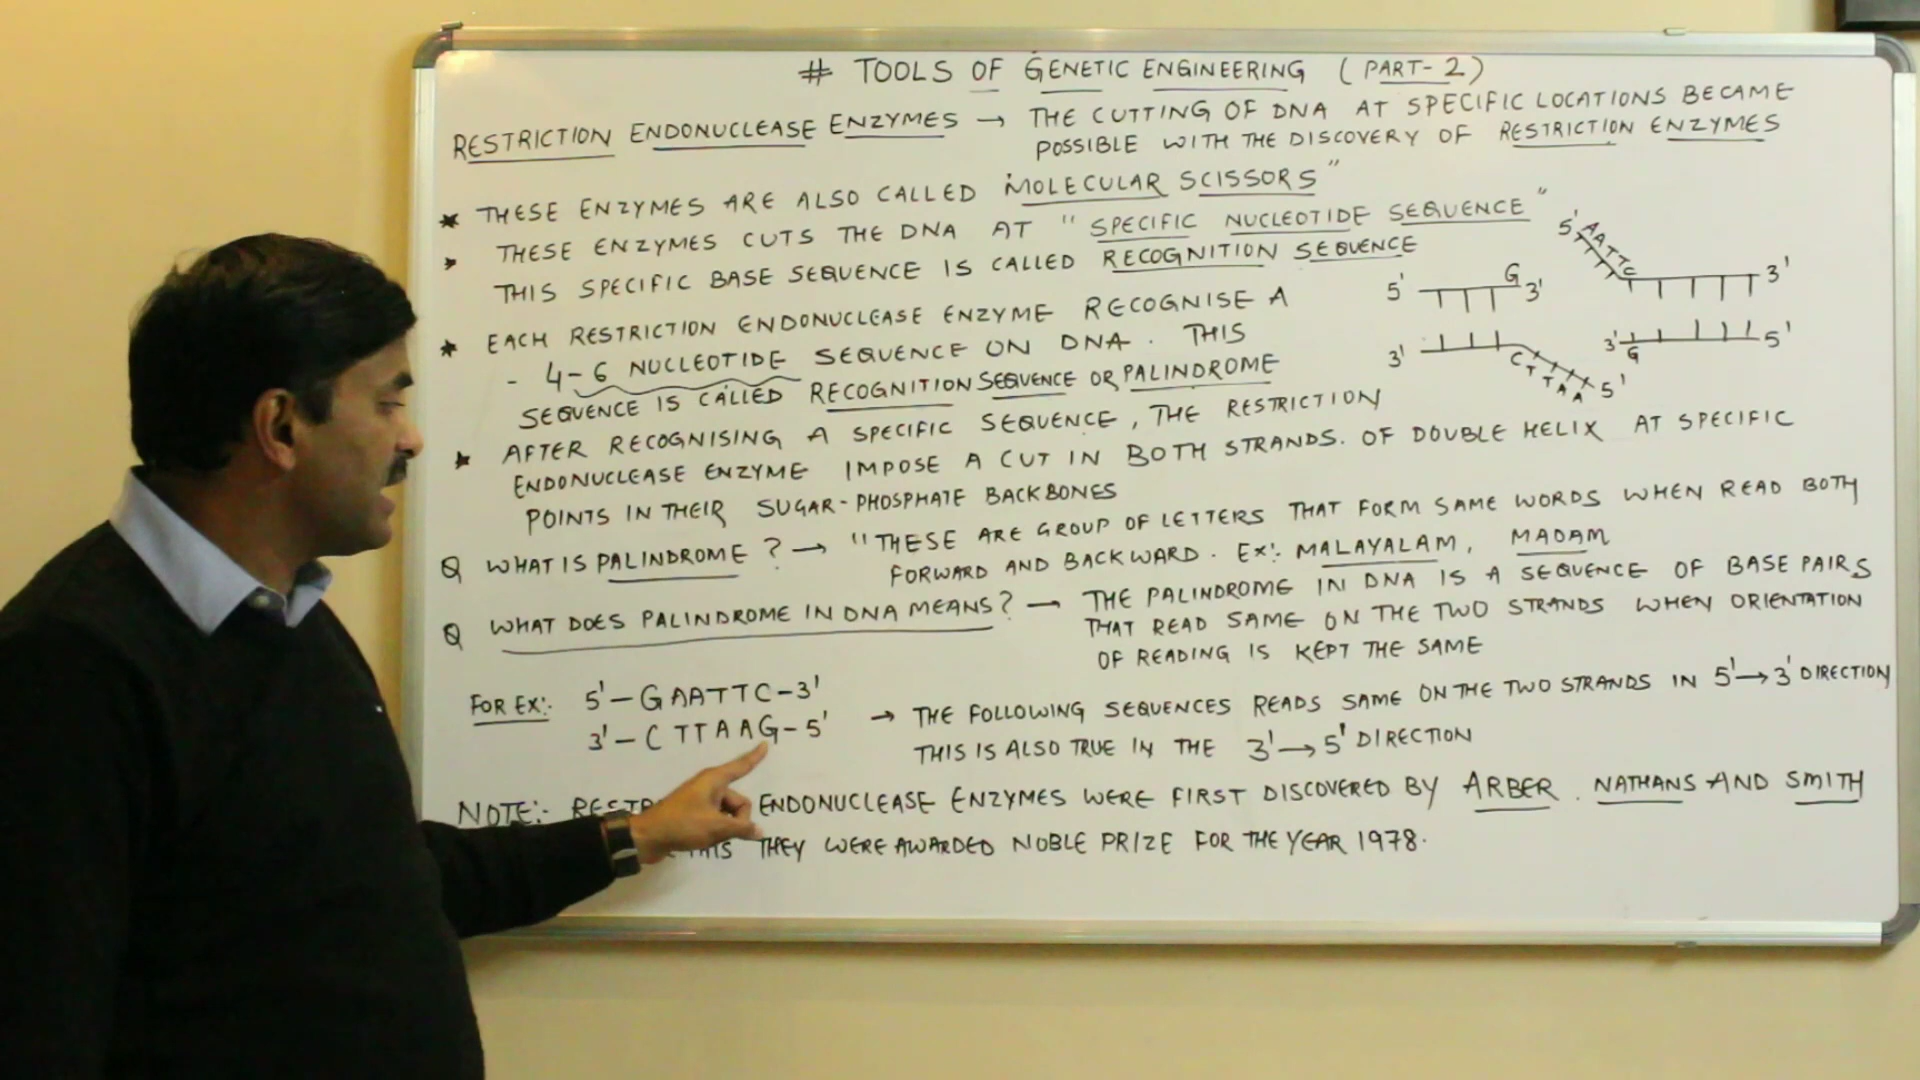 # TOOLS OF GENETIC ENGINEERING (PART-2)
RESTRICTION ENDONUCLEASE ENZYMES → THE CUTTING OF DNA AT SPECIFIC LOCATIONS BECAME
POSSIBLE WITH THE DISCOVERY OF RESTRICTION ENZYMES
★ THESE ENZYMES ARE ALSO CALLED MOLECULAR SCISSORS"
➤ THESE ENZYMES CUTS THE DNA AT "SPECIFIC NUCLEOTIDE SEQUENCE"
THIS SPECIFIC BASE SEQUENCE IS CALLED RECOGNITION SEQUENCE
★ EACH RESTRICTION ENDONUCLEASE ENZYME RECOGNISE A
- 4-6 NUCLEOTIDE SEQUENCE ON DNA. THIS
SEQUENCE IS CALLED RECOGNITION SEQUENCE OR PALINDROME
5' G 3'
3' CTTAA 5'
5' AATTC 3'
3' G 5'
★ AFTER RECOGNISING A SPECIFIC SEQUENCE, THE RESTRICTION
ENDONUCLEASE ENZYME IMPOSE A CUT IN BOTH STRANDS. OF DOUBLE HELIX AT SPECIFIC
POINTS IN THEIR SUGAR-PHOSPHATE BACKBONES
Q WHAT IS PALINDROME? → "THESE ARE GROUP OF LETTERS THAT FORM SAME WORDS WHEN READ BOTH
FORWARD AND BACKWARD. EX:. MALAYALAM, MADAM
Q WHAT DOES PALINDROME IN DNA MEANS? — THE PALINDROME IN DNA IS A SEQUENCE OF BASE PAIRS
THAT READ SAME ON THE TWO STRANDS WHEN ORIENTATION
OF READING IS KEPT THE SAME
FOR EX:. 5'-GAATTC-3'
3'-CTTAAG-5'
→ THE FOLLOWING SEQUENCES READS SAME ON THE TWO STRANDS IN 5'→3' DIRECTION
THIS IS ALSO TRUE IN THE 3'→5' DIRECTION
NOTE:- ENDONUCLEASE ENZYMES WERE FIRST DISCOVERED BY ARBER. NATHANS AND SMITH
THIS THEY WERE AWARDED NOBLE PRIZE FOR THE YEAR 1978.